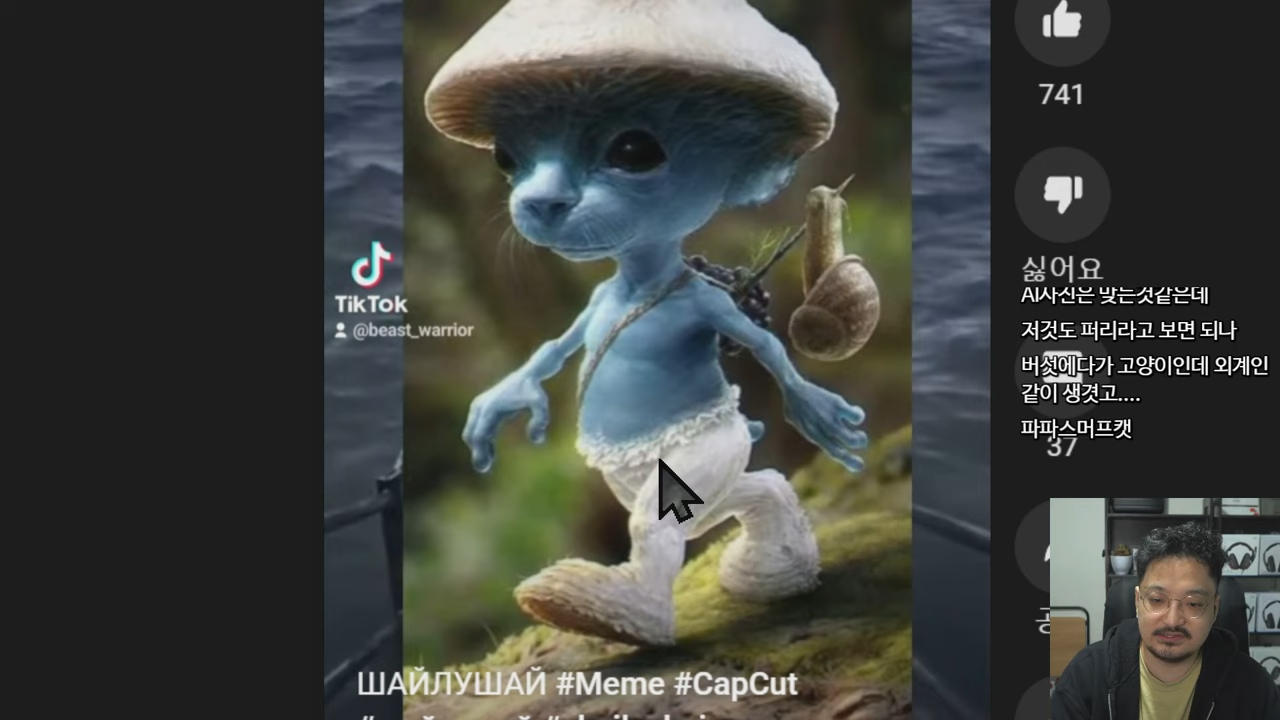 741
싫어요
AI사진은 맞는것같은데
저것도 퍼리라고 보면 되나
버섯에다가 고양이인데 외계인
같이 생겻고....
파파스머프캣
37
TikTok
@beast_warrior
ШАЙЛУШАЙ #Meme #CapCut